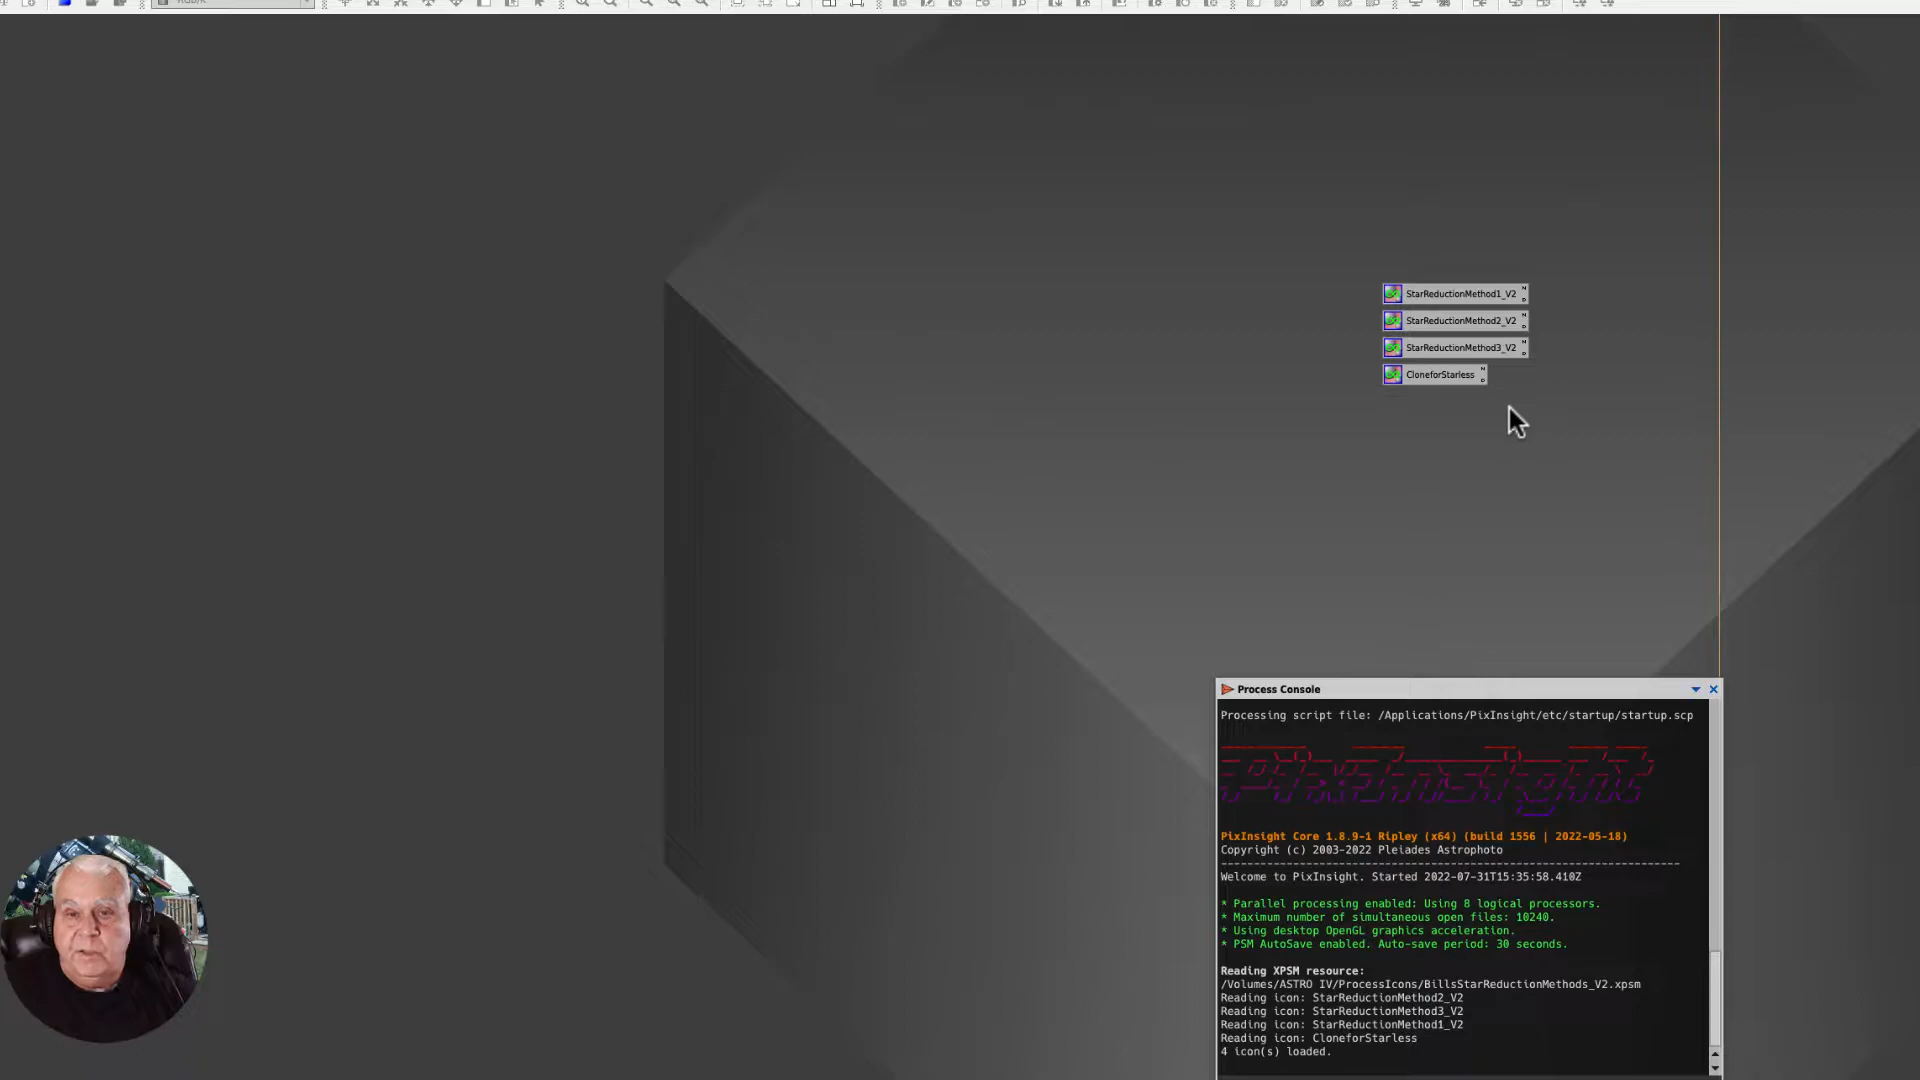 RGB/K
StarReductionMethod1_V2
StarReductionMethod2_V2
StarReductionMethod3_V2
CloneforStarless
Process Console
Processing script file: /Applications/PixInsight/etc/startup/startup.scp
PixInsight
PixInsight Core 1.8.9-1 Ripley (x64) (build 1556 | 2022-05-18)
Copyright (c) 2003-2022 Pleiades Astrophoto
--------------------------------------------------------------------------------
Welcome to PixInsight. Started 2022-07-31T15:35:58.410Z
* Parallel processing enabled: Using 8 logical processors.
* Maximum number of simultaneous open files: 10240.
* Using desktop OpenGL graphics acceleration.
* PSM AutoSave enabled. Auto-save period: 30 seconds.
Reading XPSM resource:
/Volumes/ASTRO IV/ProcessIcons/BillsStarReductionMethods_V2.xpsm
Reading icon: StarReductionMethod2_V2
Reading icon: StarReductionMethod3_V2
Reading icon: StarReductionMethod1_V2
Reading icon: CloneforStarless
4 icon(s) loaded.